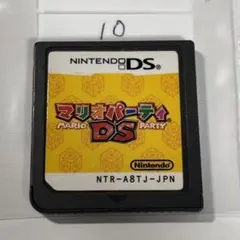 10
NINTENDO DS
マリオパーティ
MARIO DS PARTY
Nintendo
NTR-A8TJ-JPN